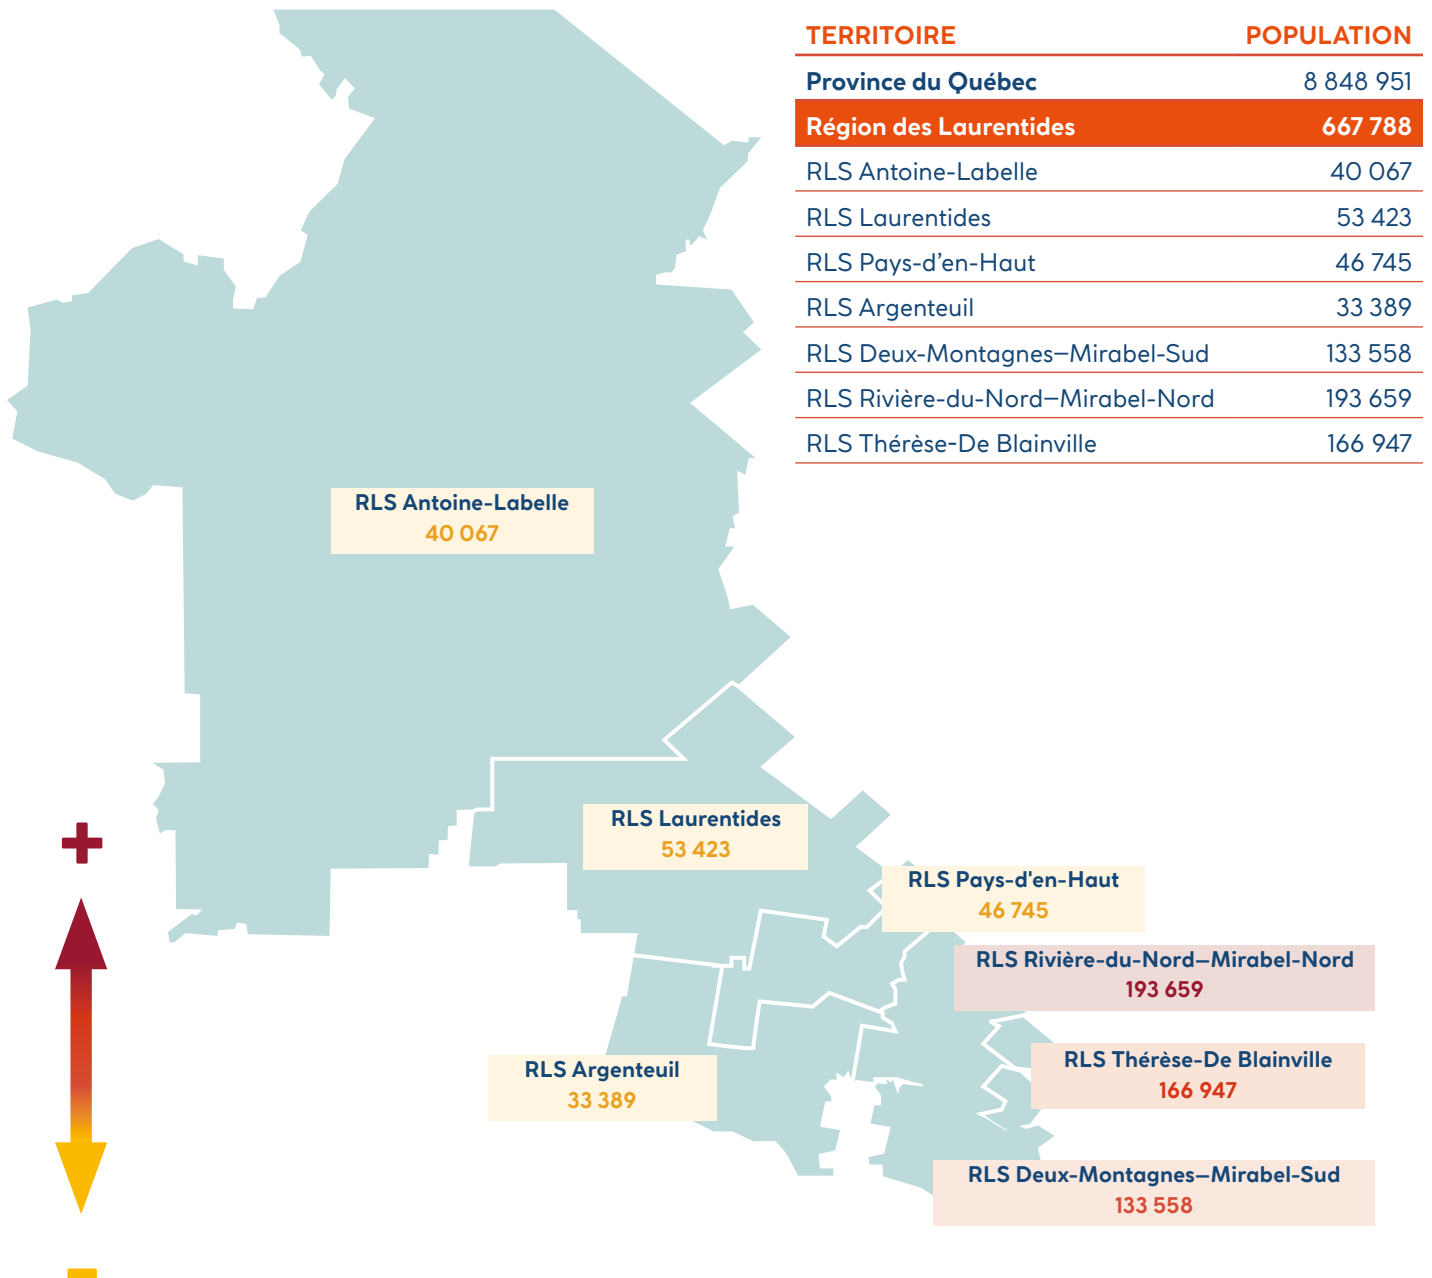 TERRITOIRE POPULATION
Province du Québec 8 848 951
Région des Laurentides 667 788
RLS Antoine-Labelle 40 067
RLS Laurentides 53 423
RLS Pays-d’en-Haut 46 745
RLS Argenteuil 33 389
RLS Deux-Montagnes–Mirabel-Sud 133 558
RLS Rivière-du-Nord–Mirabel-Nord 193 659
RLS Thérèse-De Blainville 166 947
RLS Antoine-Labelle
40 067
RLS Laurentides
53 423
RLS Pays-d'en-Haut
46 745
RLS Rivière-du-Nord–Mirabel-Nord
193 659
RLS Thérèse-De Blainville
166 947
RLS Argenteuil
33 389
RLS Deux-Montagnes–Mirabel-Sud
133 558